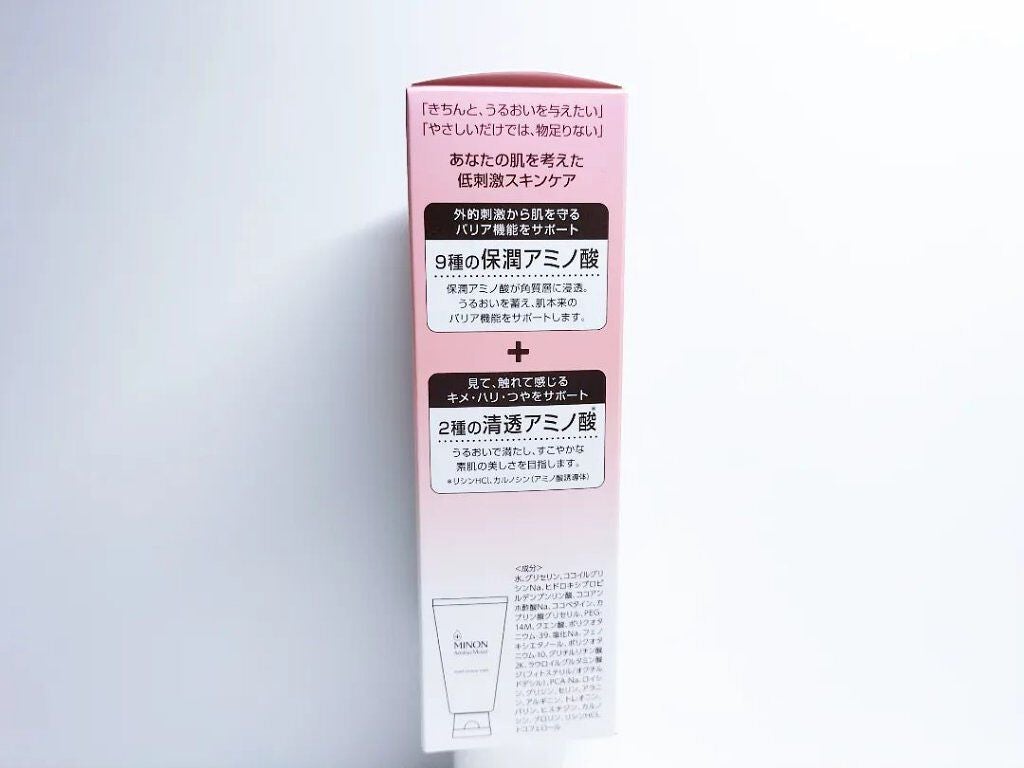 「きちんと、うるおいを与えたい」
「やさしいだけでは、物足りない」
あなたの肌を考えた
低刺激スキンケア
外的刺激から肌を守る
バリア機能をサポート
9種の保潤アミノ酸
保潤アミノ酸が角質層に浸透。
うるおいを蓄え、肌本来の
バリア機能をサポートします。
+
見て、触れて感じる
キメ・ハリ・つやをサポート
2種の清透アミノ酸*
うるおいで満たし、すこやかな
素肌の美しさを目指します。
*リシンHCl、カルノシン(アミノ酸誘導体)
<成分>
水、グリセリン、ココイルグリ
シンNa、ヒドロキシプロピ
ルデンプンリン酸、ココアン
ホ酢酸Na、ココベタイン、カ
プリン酸グリセリル、PEG-
14M、クエン酸、ポリクオタ
ニウム-39、塩化Na、フェノ
キシエタノール、ポリクオタ
ニウム-10、グリチルリチン酸
2K、ラウロイルグルタミン酸
ジ(フィトステリル/オクチル
ドデシル)、PCA-Na、ロイシ
ン、グリシン、セリン、アラニ
ン、アルギニン、トレオニン、
バリン、ヒスチジン、カルノ
シン、プロリン、リシンHCl、
トコフェロール
MINON
Amino Moist